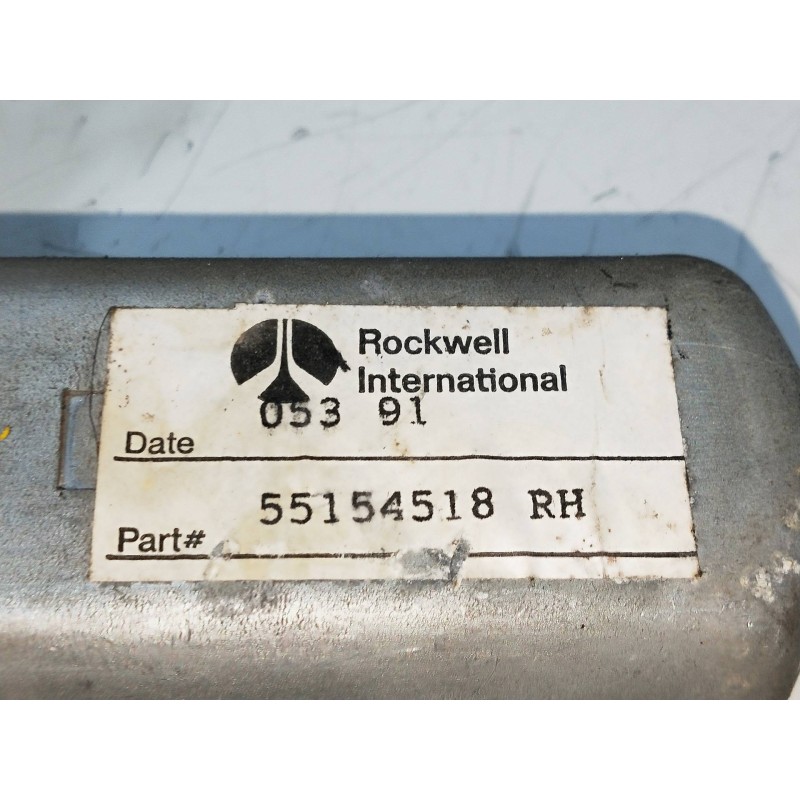 Rockwell
International
Date 053 91
Part# 55154518 RH